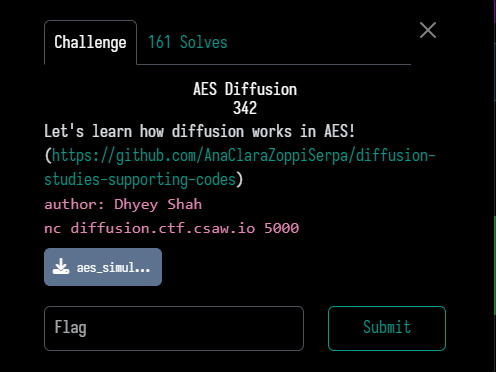 Challenge 161 Solves
AES Diffusion
342
Let's learn how diffusion works in AES!
(https://github.com/AnaClaraZoppiSerpa/diffusion-
studies-supporting-codes)
author: Dhyey Shah
nc diffusion.ctf.csaw.io 5000
aes_simul...
Flag Submit